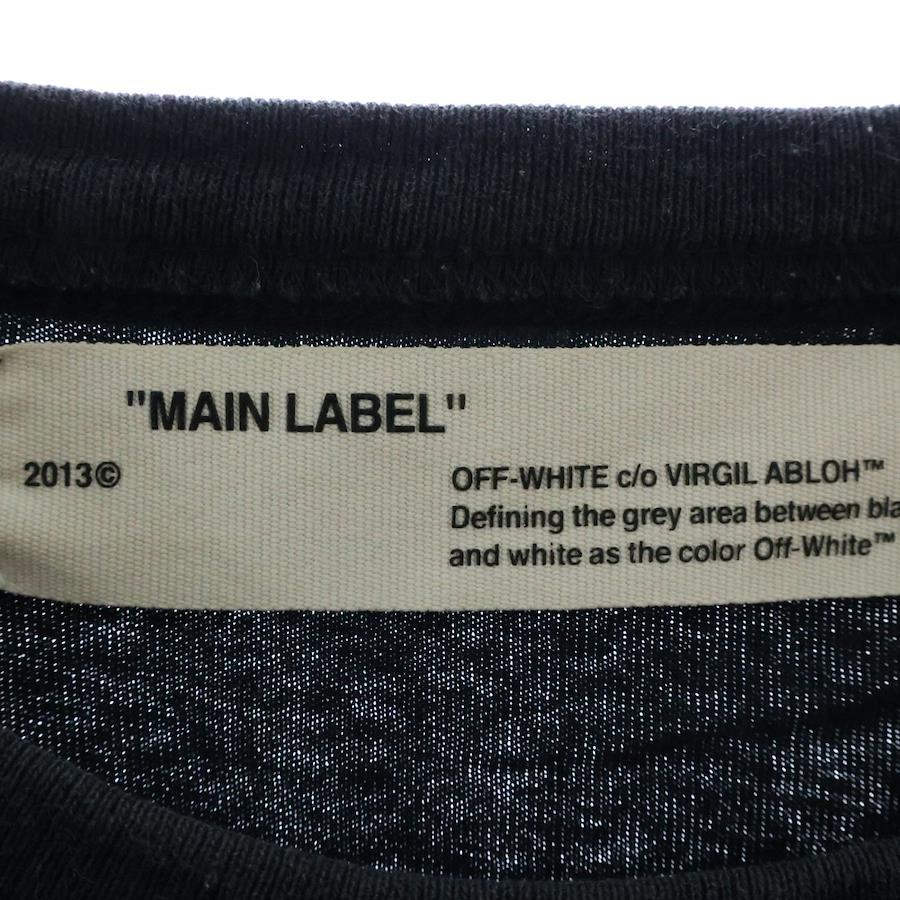 "MAIN LABEL"
2013©
OFF-WHITE c/o VIRGIL ABLOH™
Defining the grey area between bla
and white as the color Off-White™